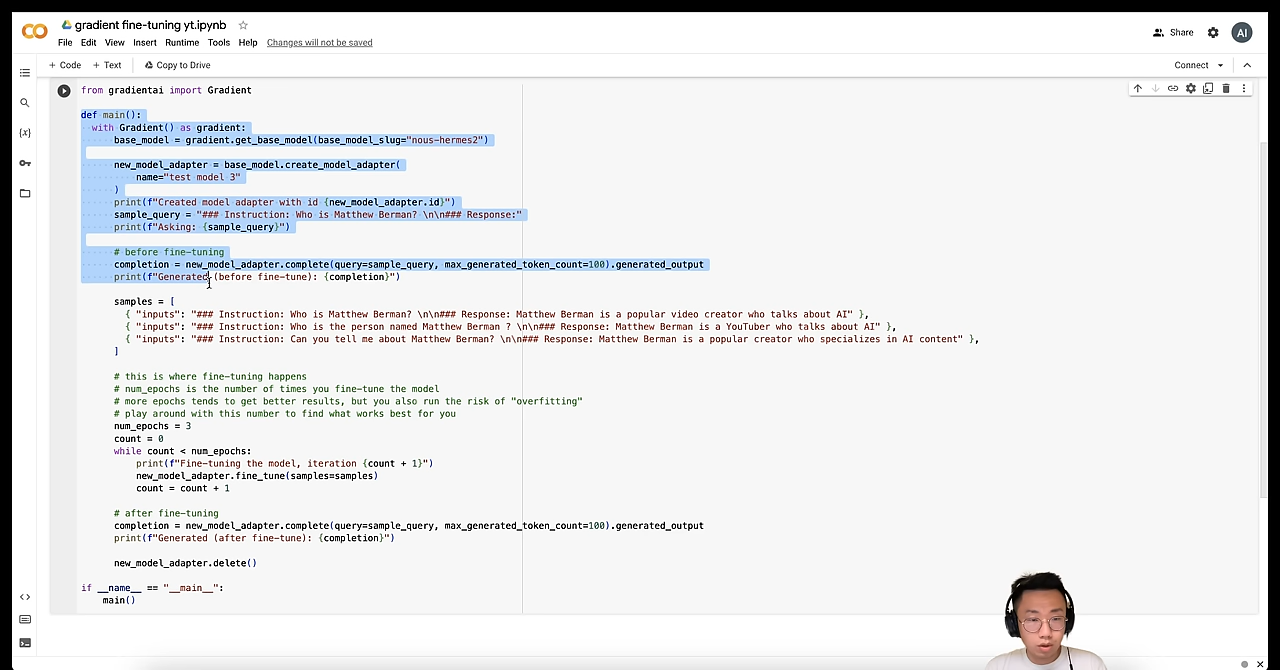 gradient fine-tuning yt.ipynb
File Edit View Insert Runtime Tools Help Changes will not be saved
Share
AI
+ Code + Text Copy to Drive
Connect
from gradientai import Gradient
def main():
with Gradient() as gradient:
base_model = gradient.get_base_model(base_model_slug="nous-hermes2")
new_model_adapter = base_model.create_model_adapter(
name="test model 3"
)
print(f"Created model adapter with id {new_model_adapter.id}")
sample_query = "### Instruction: Who is Matthew Berman? \n\n### Response:"
print(f"Asking: {sample_query}")
# before fine-tuning
completion = new_model_adapter.complete(query=sample_query, max_generated_token_count=100).generated_output
print(f"Generated (before fine-tune): {completion}")
samples = [
{ "inputs": "### Instruction: Who is Matthew Berman? \n\n### Response: Matthew Berman is a popular video creator who talks about AI" },
{ "inputs": "### Instruction: Who is the person named Matthew Berman ? \n\n### Response: Matthew Berman is a YouTuber who talks about AI" },
{ "inputs": "### Instruction: Can you tell me about Matthew Berman? \n\n### Response: Matthew Berman is a popular creator who specializes in AI content" },
]
# this is where fine-tuning happens
# num_epochs is the number of times you fine-tune the model
# more epochs tends to get better results, but you also run the risk of "overfitting"
# play around with this number to find what works best for you
num_epochs = 3
count = 0
while count < num_epochs:
print(f"Fine-tuning the model, iteration {count + 1}")
new_model_adapter.fine_tune(samples=samples)
count = count + 1
# after fine-tuning
completion = new_model_adapter.complete(query=sample_query, max_generated_token_count=100).generated_output
print(f"Generated (after fine-tune): {completion}")
new_model_adapter.delete()
if __name__ == "__main__":
main()